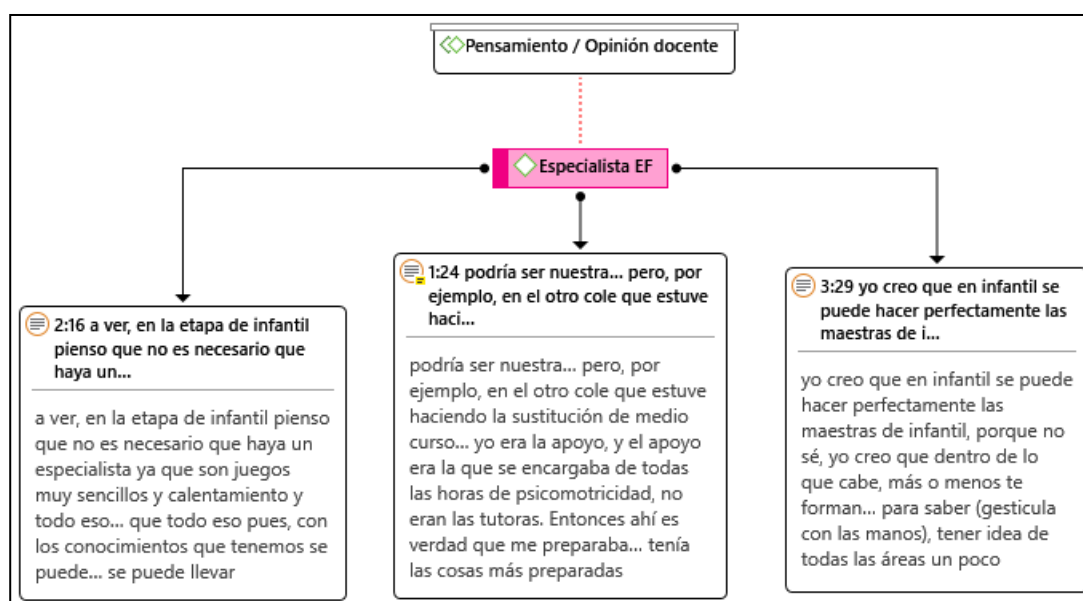 Pensamiento / Opinión docente
Especialista EF
2:16 a ver, en la etapa de infantil
pienso que no es necesario que
haya un...
a ver, en la etapa de infantil pienso
que no es necesario que haya un
especialista ya que son juegos
muy sencillos y calentamiento y
todo eso... que todo eso pues, con
los conocimientos que tenemos se
puede... se puede llevar
1:24 podría ser nuestra... pero, por
ejemplo, en el otro cole que estuve
haci...
podría ser nuestra... pero, por
ejemplo, en el otro cole que estuve
haciendo la sustitución de medio
curso... yo era la apoyo, y el apoyo
era la que se encargaba de todas
las horas de psicomotricidad, no
eran las tutoras. Entonces ahí es
verdad que me preparaba... tenía
las cosas más preparadas
3:29 yo creo que en infantil se
puede hacer perfectamente las
maestras de i...
yo creo que en infantil se puede
hacer perfectamente las
maestras de infantil, porque no
sé, yo creo que dentro de lo
que cabe, más o menos te
forman... para saber (gesticula
con las manos), tener idea de
todas las áreas un poco